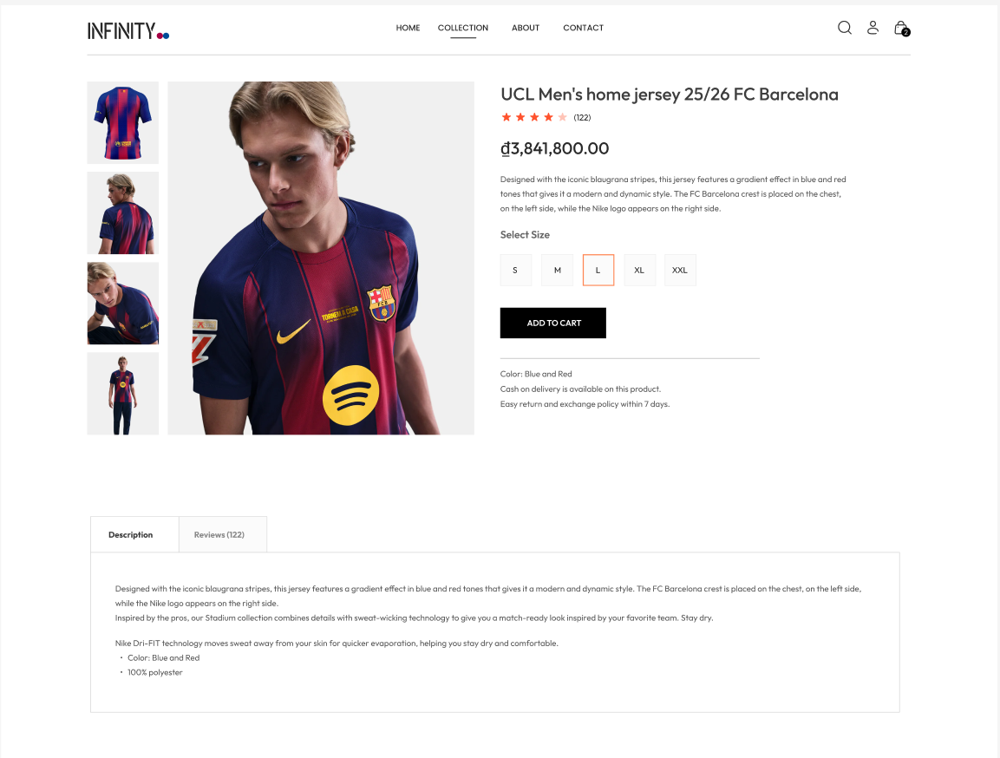 INFINITY
HOME COLLECTION ABOUT CONTACT
2
UCL Men's home jersey 25/26 FC Barcelona
(122)
₫3,841,800.00
Designed with the iconic blaugrana stripes, this jersey features a gradient effect in blue and red
tones that gives it a modern and dynamic style. The FC Barcelona crest is placed on the chest,
on the left side, while the Nike logo appears on the right side.
Select Size
S M L XL XXL
ADD TO CART
Color: Blue and Red
Cash on delivery is available on this product.
Easy return and exchange policy within 7 days.
TORNEM A CASA
FCB
Description Reviews (122)
Designed with the iconic blaugrana stripes, this jersey features a gradient effect in blue and red tones that gives it a modern and dynamic style. The FC Barcelona crest is placed on the chest, on the left side,
while the Nike logo appears on the right side.
Inspired by the pros, our Stadium collection combines details with sweat-wicking technology to give you a match-ready look inspired by your favorite team. Stay dry.
Nike Dri-FIT technology moves sweat away from your skin for quicker evaporation, helping you stay dry and comfortable.
• Color: Blue and Red
• 100% polyester